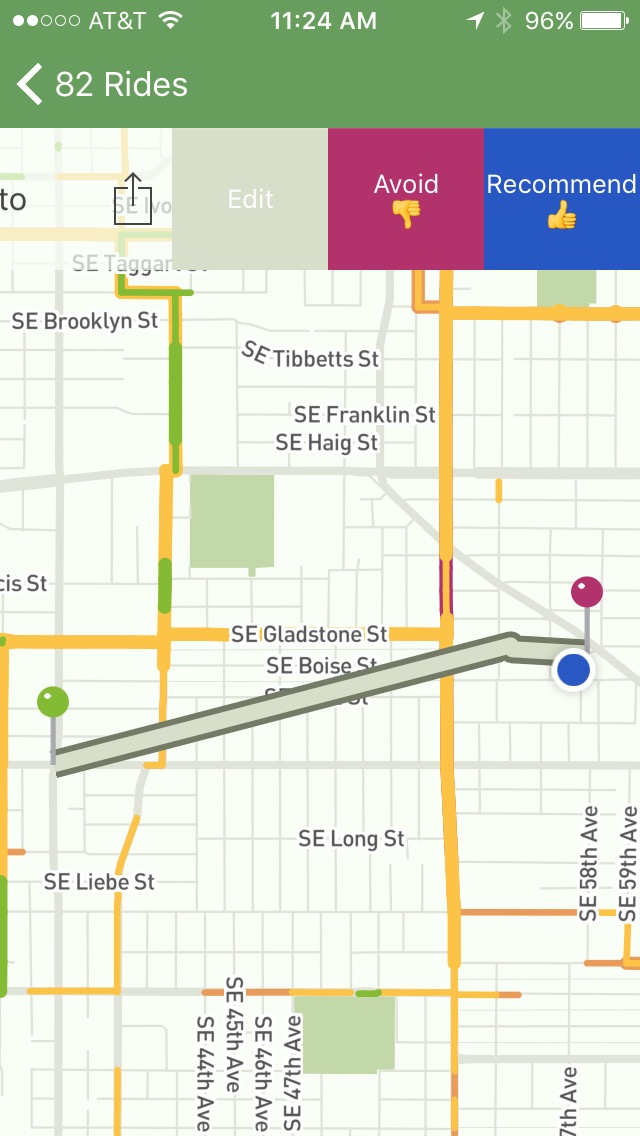 AT&T 11:24 AM 96%
82 Rides
to
Edit
Avoid
Recommend
SE Ivo
SE Taggart St
SE Brooklyn St
SE Tibbetts St
SE Franklin St
SE Haig St
cis St
SE Gladstone St
SE Boise St
SE Long St
SE Liebe St
SE 58th Ave
SE 59th Ave
SE 44th Ave
SE 45th Ave
SE 46th Ave
SE 47th Ave
7th Ave